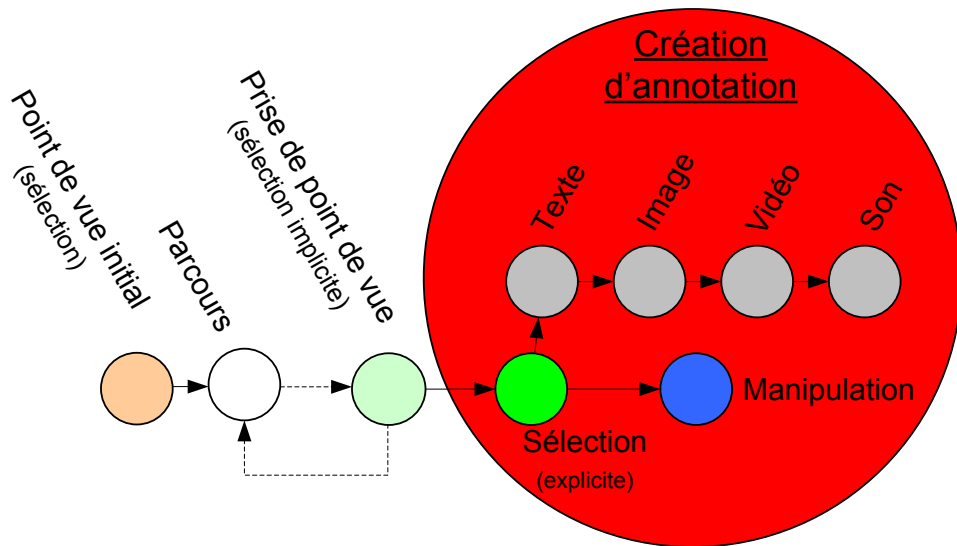 Création
d'annotation
Point de vue initial
(sélection)
Parcours
Prise de point de vue
(sélection implicite)
Texte
Image
Vidéo
Son
Manipulation
Sélection
(explicite)